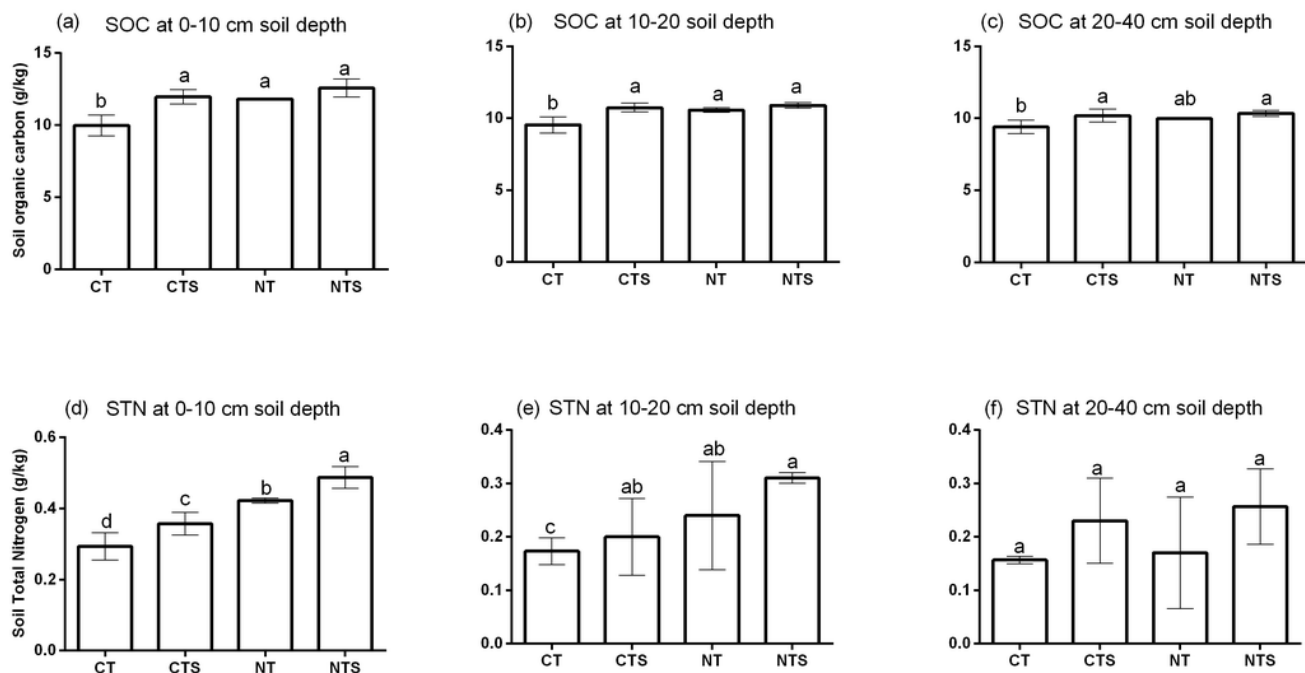 (a) SOC at 0-10 cm soil depth
Soil organic carbon (g/kg)
15
10
5
0
b
a
a
a
CT CTS NT NTS
(b) SOC at 10-20 soil depth
15
10
5
0
b
a
a
a
CT CTS NT NTS
(c) SOC at 20-40 cm soil depth
15
10
5
0
b
a
ab
a
CT CTS NT NTS
(d) STN at 0-10 cm soil depth
Soil Total Nitrogen (g/kg)
0.6
0.4
0.2
0.0
d
c
b
a
CT CTS NT NTS
(e) STN at 10-20 cm soil depth
0.4
0.3
0.2
0.1
0.0
c
ab
ab
a
CT CTS NT NTS
(f) STN at 20-40 cm soil depth
0.4
0.3
0.2
0.1
0.0
a
a
a
a
CT CTS NT NTS